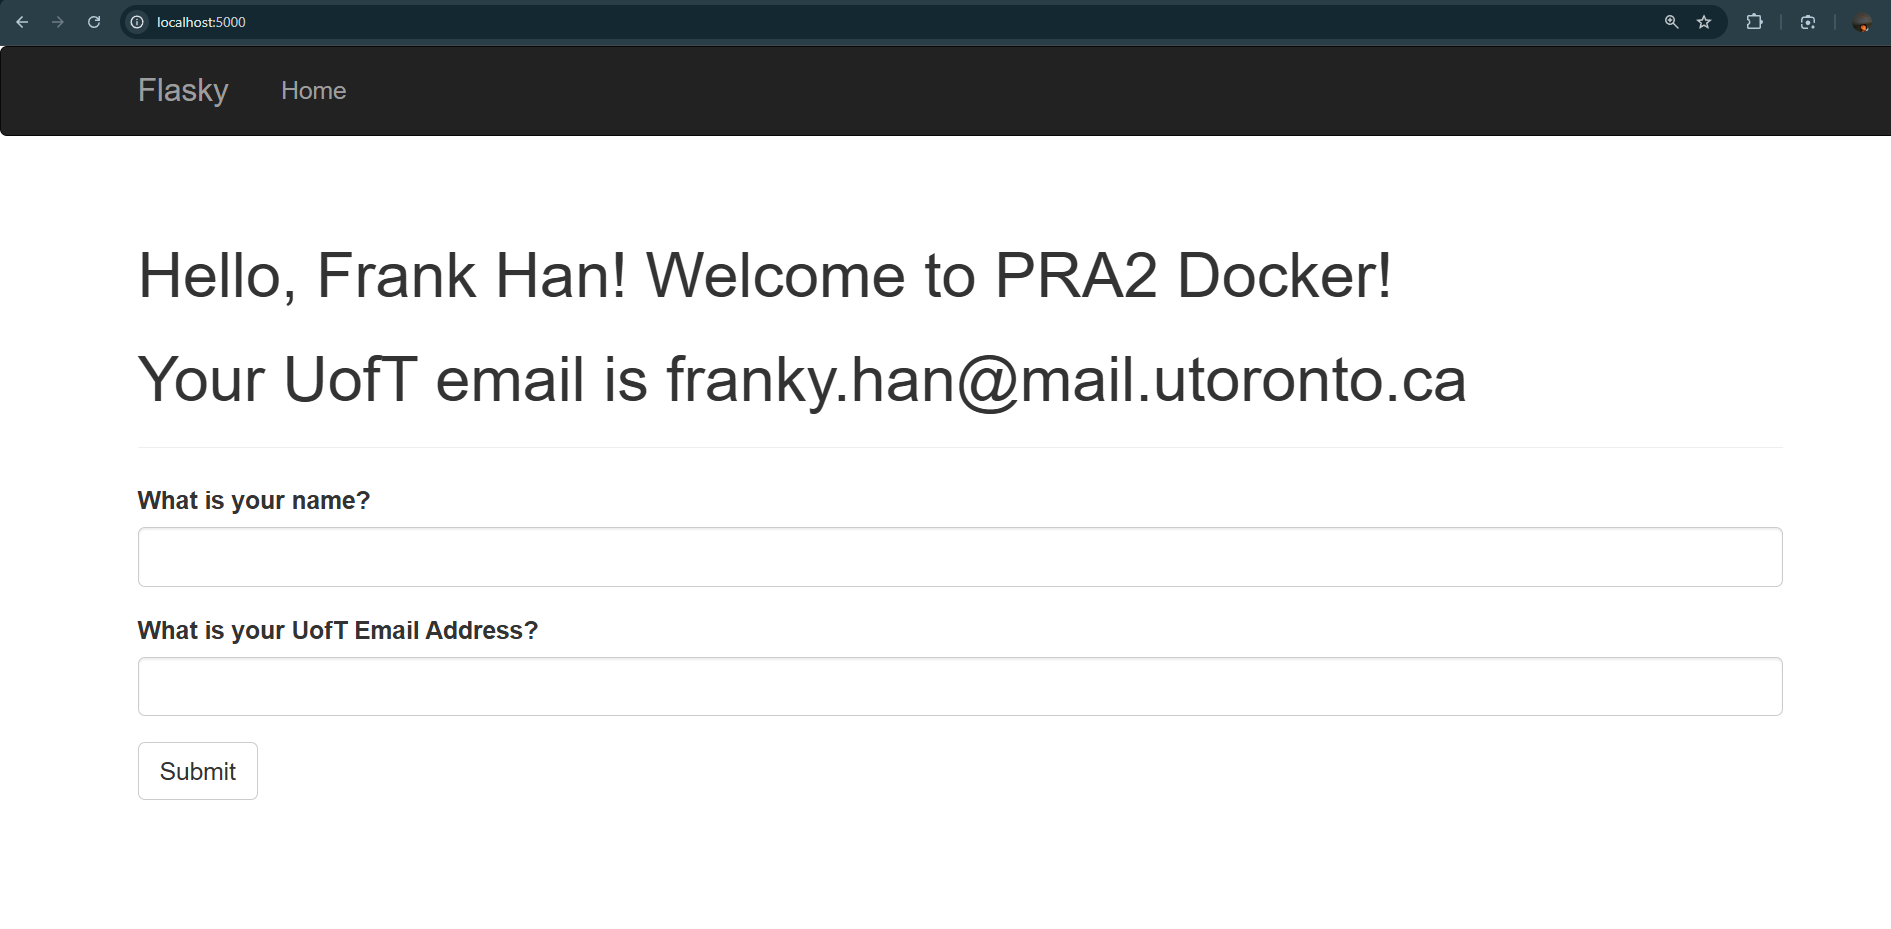 localhost:5000
Flasky Home
Hello, Frank Han! Welcome to PRA2 Docker!
Your UofT email is franky.han@mail.utoronto.ca
What is your name?
What is your UofT Email Address?
Submit